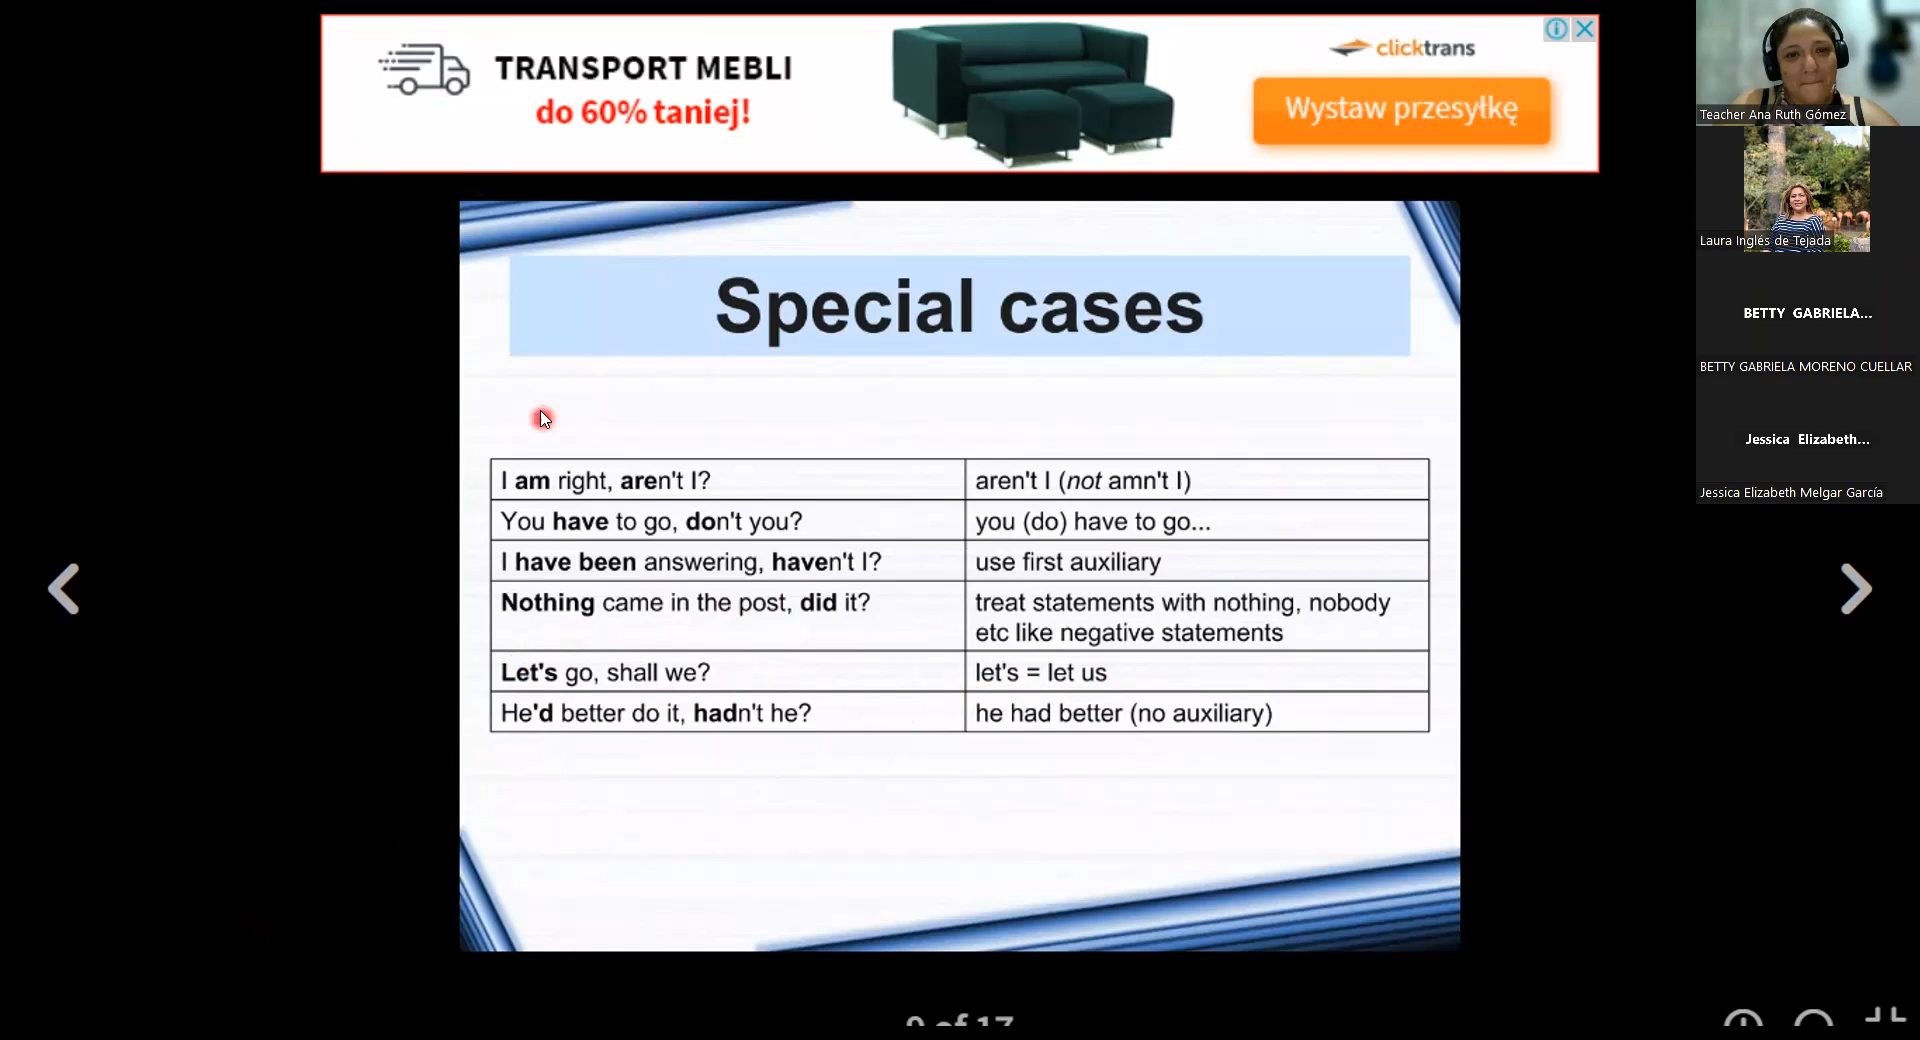 TRANSPORT MEBLI
do 60% taniej!
clicktrans
Wystaw przesyłkę
Special cases
I am right, aren't I?
aren't I (not amn't I)
You have to go, don't you?
you (do) have to go...
I have been answering, haven't I?
use first auxiliary
Nothing came in the post, did it?
treat statements with nothing, nobody
etc like negative statements
Let's go, shall we?
let's = let us
He'd better do it, hadn't he?
he had better (no auxiliary)
9 of 17
Teacher Ana Ruth Gómez
Laura Inglés de Tejada
BETTY GABRIELA...
BETTY GABRIELA MORENO CUELLAR
Jessica Elizabeth...
Jessica Elizabeth Melgar García